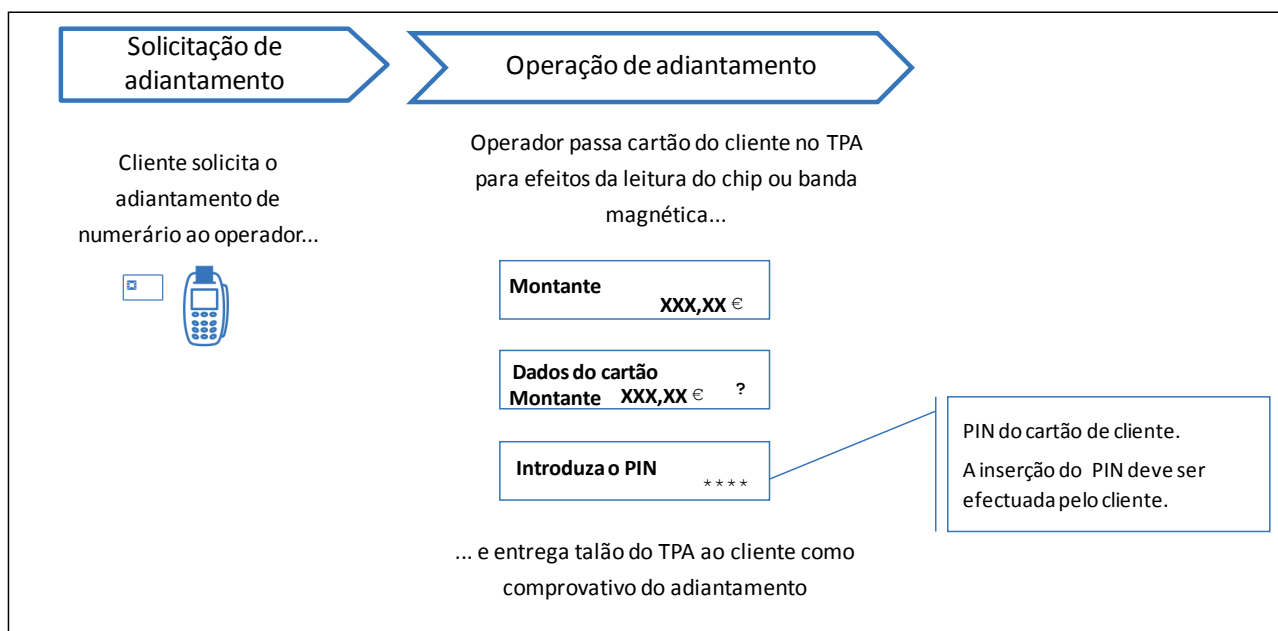 Solicitação de
adiantamento
Operação de adiantamento
Cliente solicita o
adiantamento de
numerário ao operador...
Operador passa cartão do cliente no TPA
para efeitos da leitura do chip ou banda
magnética...
Montante
XXX,XX €
Dados do cartão
Montante XXX,XX € ?
Introduza o PIN
****
PIN do cartão de cliente.
A inserção do PIN deve ser
efectuada pelo cliente.
... e entrega talão do TPA ao cliente como
comprovativo do adiantamento